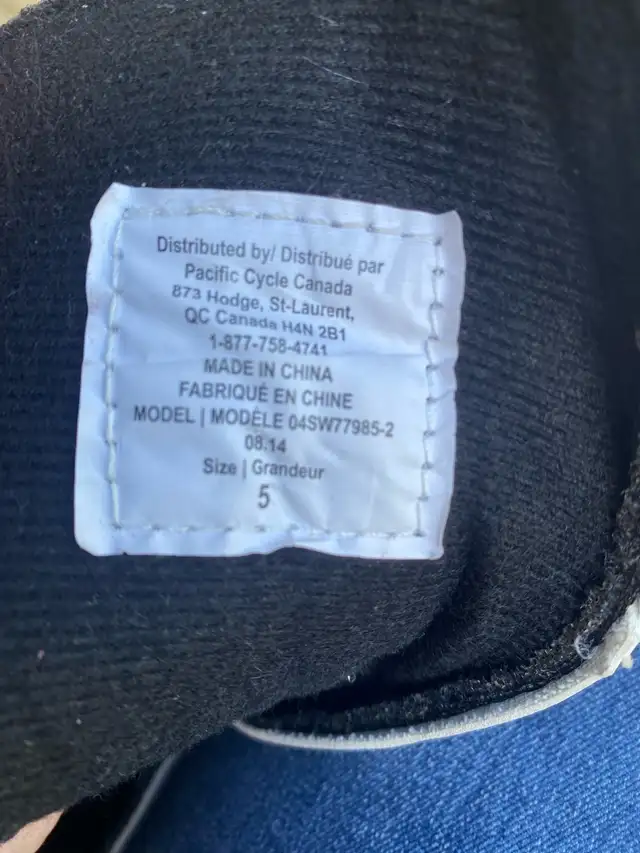 Distributed by/ Distribué par
Pacific Cycle Canada
873 Hodge, St-Laurent,
QC Canada H4N 2B1
1-877-758-4741
MADE IN CHINA
FABRIQUÉ EN CHINE
MODEL | MODÈLE 04SW77985-2
08.14
Size | Grandeur
5